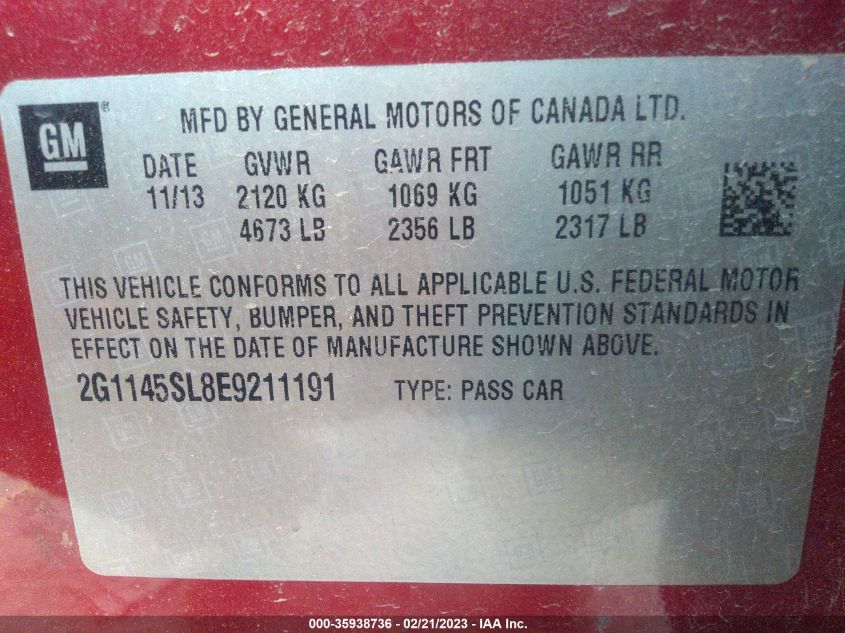 GM ®
MFD BY GENERAL MOTORS OF CANADA LTD.
DATE GVWR GAWR FRT GAWR RR
11/13 2120 KG 1069 KG 1051 KG
4673 LB 2356 LB 2317 LB
THIS VEHICLE CONFORMS TO ALL APPLICABLE U.S. FEDERAL MOTOR
VEHICLE SAFETY, BUMPER, AND THEFT PREVENTION STANDARDS IN
EFFECT ON THE DATE OF MANUFACTURE SHOWN ABOVE.
2G1145SL8E9211191 TYPE: PASS CAR
000-35938736 - 02/21/2023 - IAA Inc.